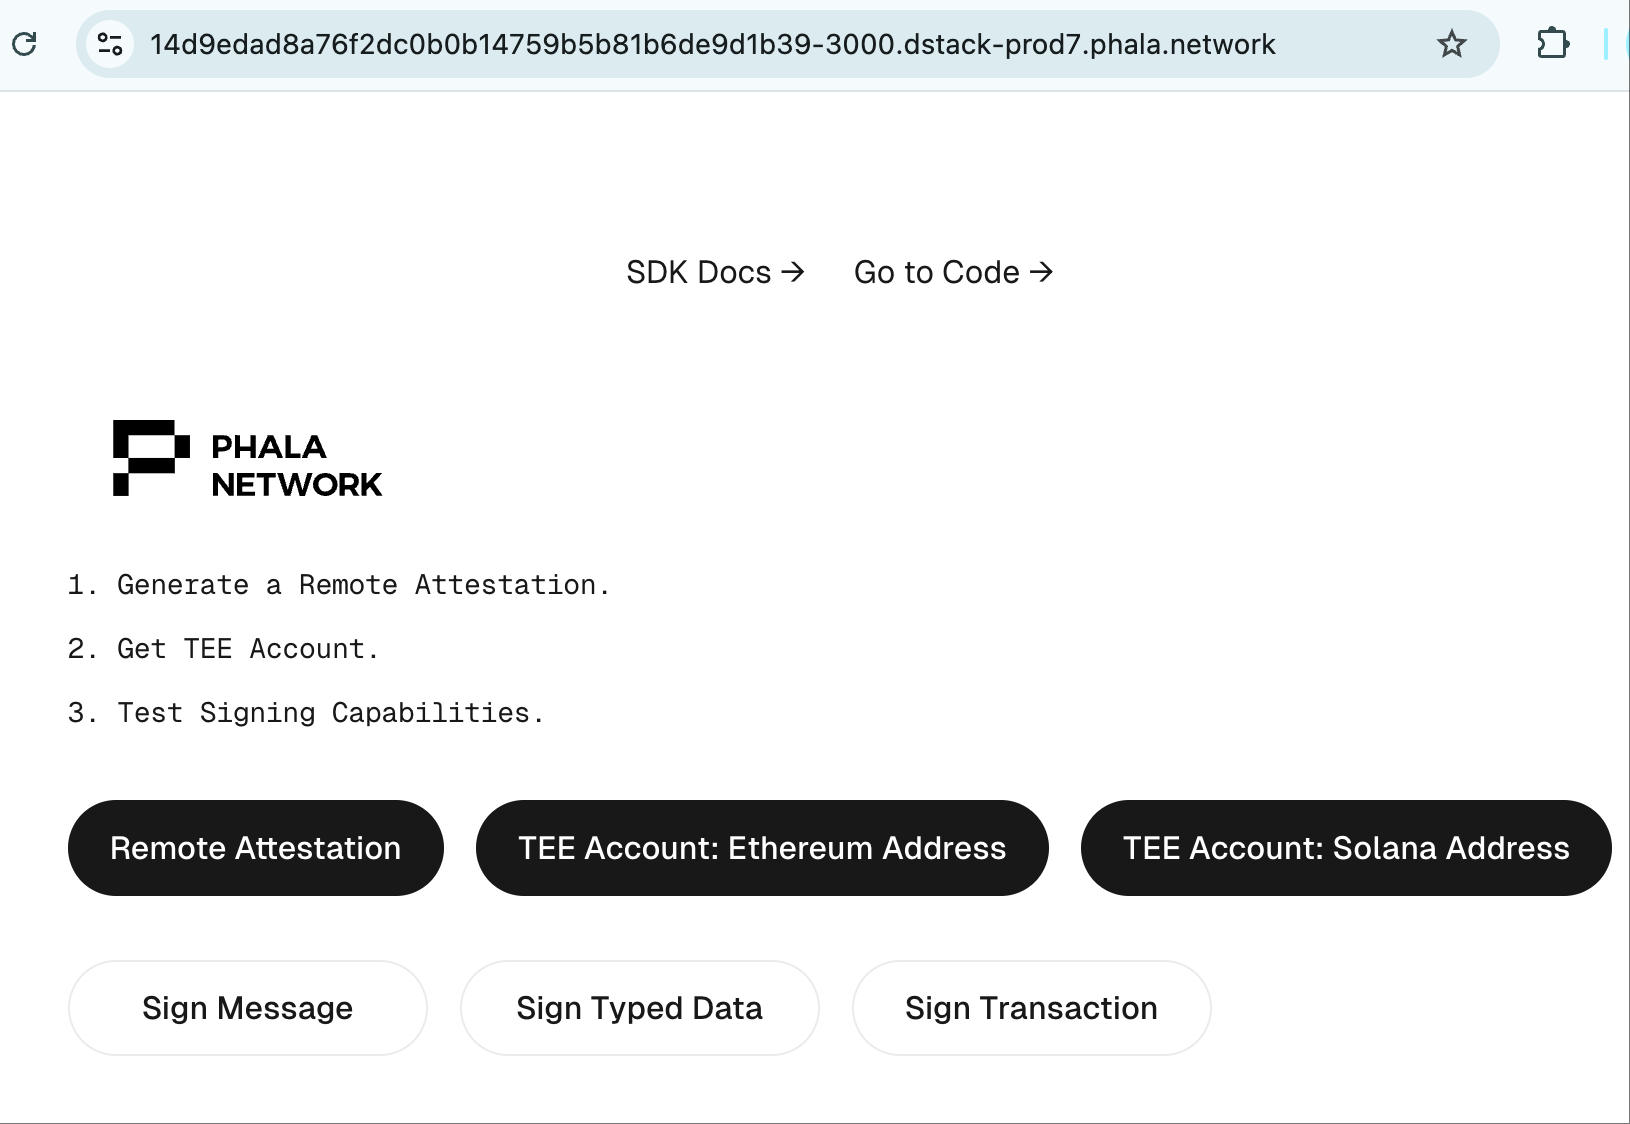 14d9edad8a76f2dc0b0b14759b5b81b6de9d1b39-3000.dstack-prod7.phala.network
SDK Docs → Go to Code →
PHALA
NETWORK
1. Generate a Remote Attestation.
2. Get TEE Account.
3. Test Signing Capabilities.
Remote Attestation TEE Account: Ethereum Address TEE Account: Solana Address
Sign Message Sign Typed Data Sign Transaction